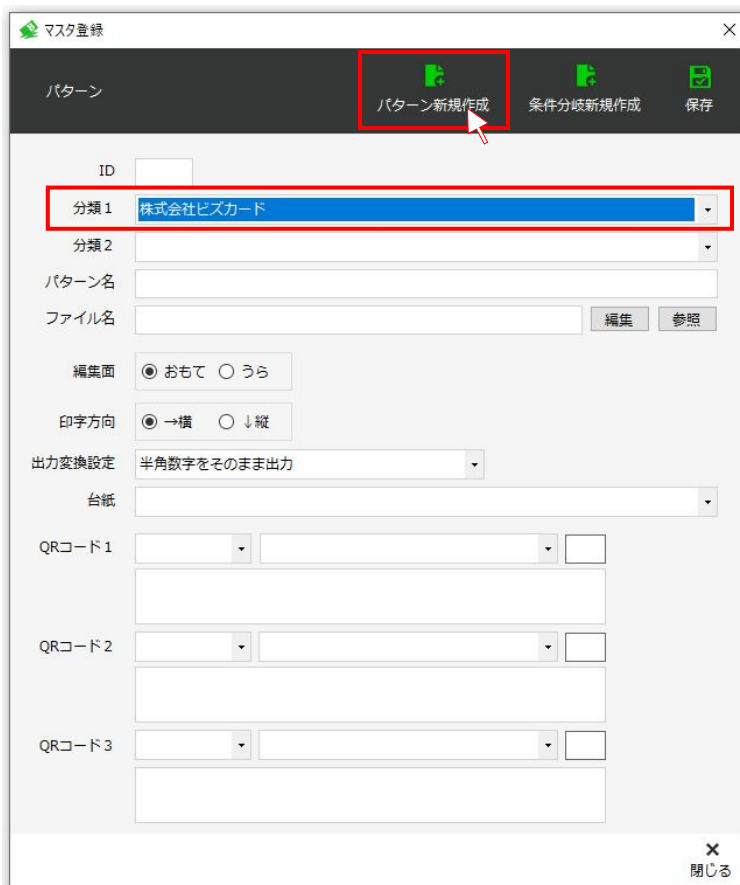 マスタ登録
パターン
パターン新規作成 条件分岐新規作成 保存
ID
分類1 株式会社ビズカード
分類2
パターン名
ファイル名 編集 参照
編集面 おもて うら
印字方向 →横 ↓縦
出力変換設定 半角数字をそのまま出力
台紙
QRコード1
QRコード2
QRコード3
閉じる